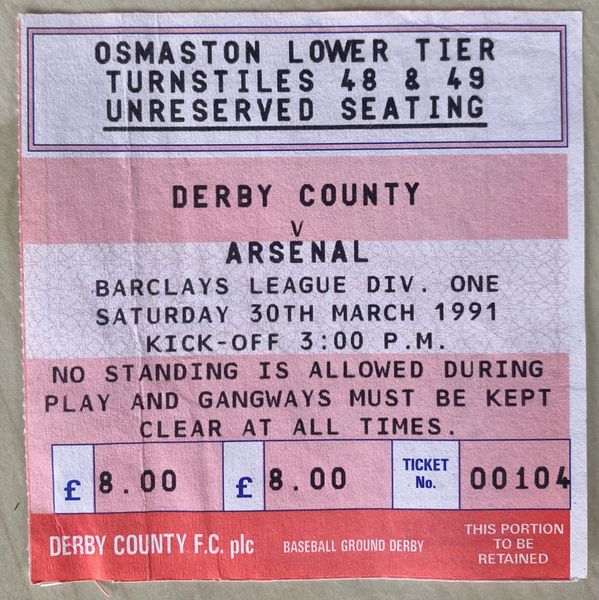 OSMASTON LOWER TIER
TURNSTILES 48 & 49
UNRESERVED SEATING
DERBY COUNTY
V
ARSENAL
BARCLAYS LEAGUE DIV. ONE
SATURDAY 30TH MARCH 1991
KICK-OFF 3:00 P.M.
NO STANDING IS ALLOWED DURING
PLAY AND GANGWAYS MUST BE KEPT
CLEAR AT ALL TIMES.
£ 8.00 £ 8.00 TICKET No. 00104
DERBY COUNTY F.C. plc BASEBALL GROUND DERBY
THIS PORTION
TO BE
RETAINED